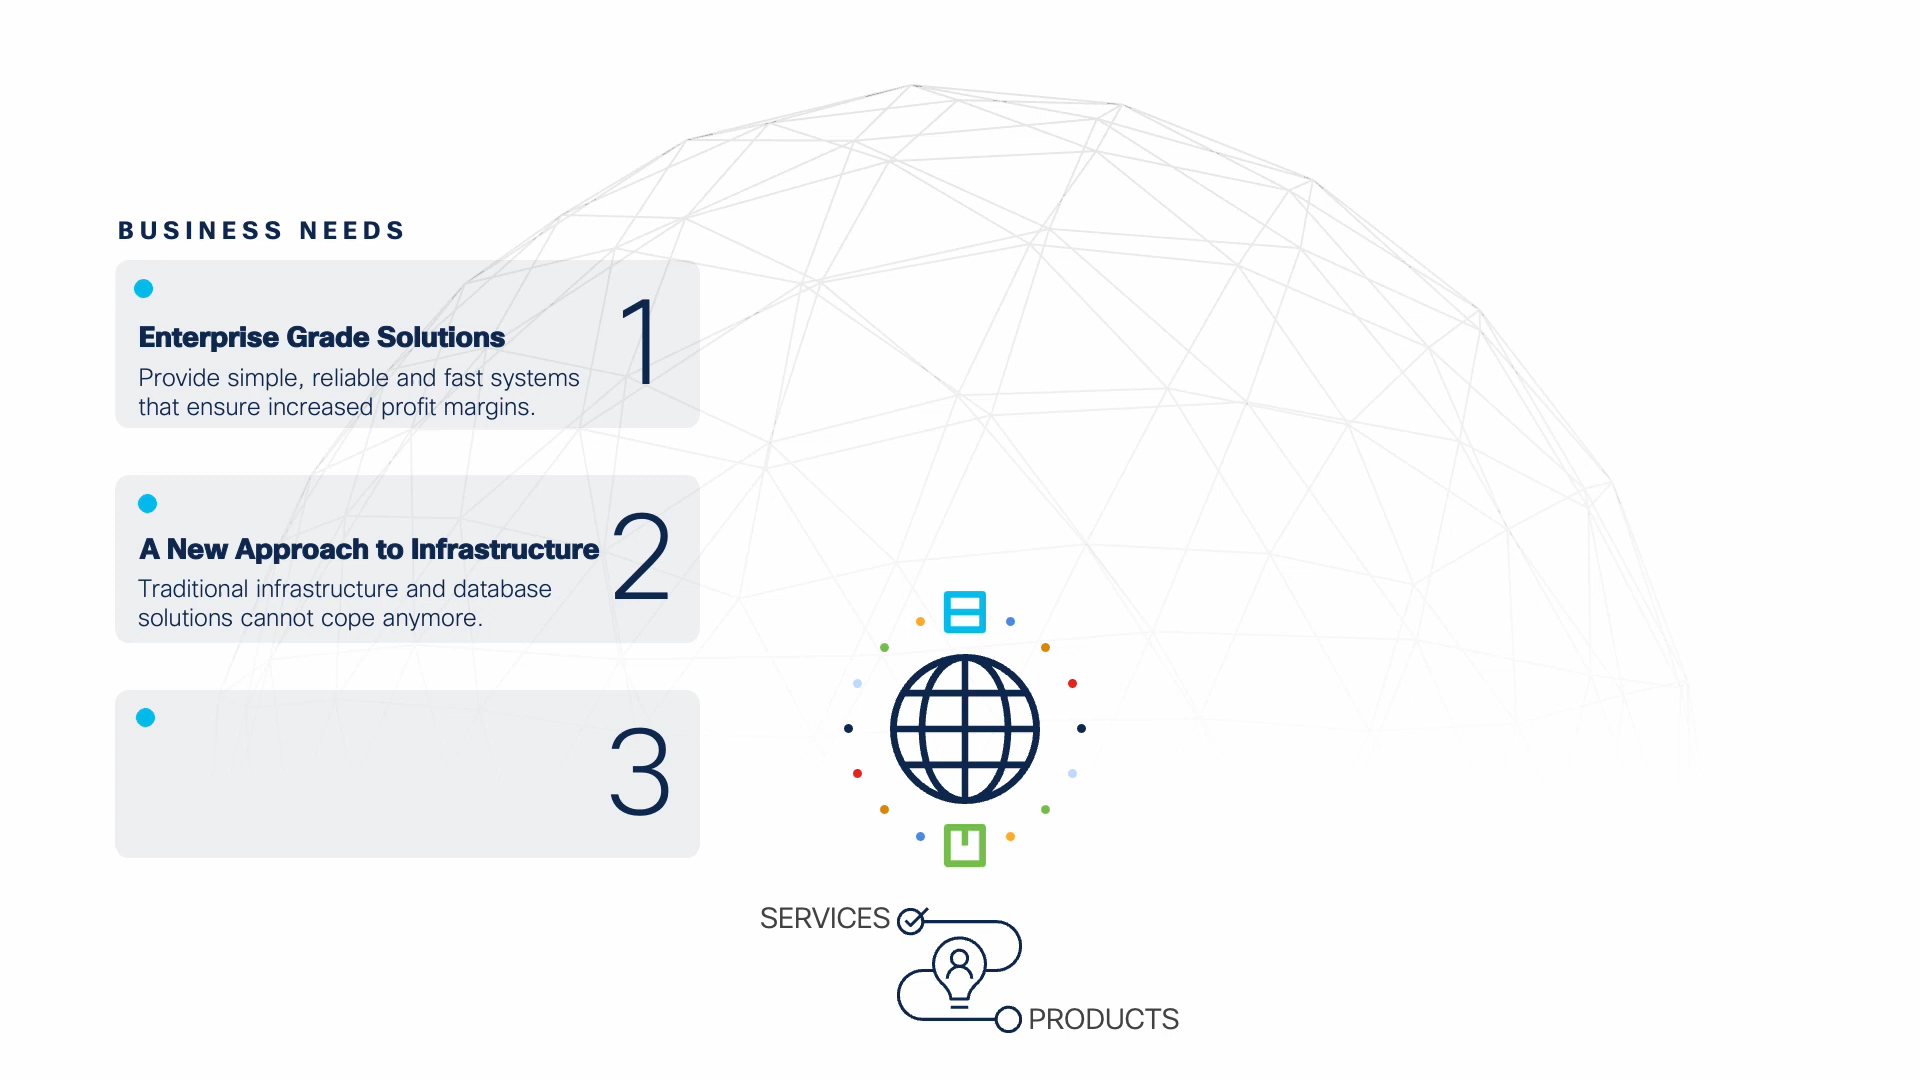 BUSINESS NEEDS
1
Enterprise Grade Solutions
Provide simple, reliable and fast systems
that ensure increased profit margins.
2
A New Approach to Infrastructure
Traditional infrastructure and database
solutions cannot cope anymore.
3
SERVICES
PRODUCTS